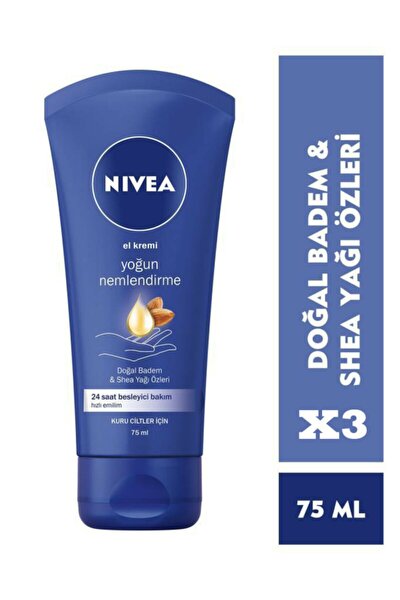 NIVEA
el kremi
yoğun
nemlendirme
Doğal Badem
& Shea Yağı Özleri
24 saat besleyici bakım
hızlı emilim
KURU CİLTLER İÇİN
75 ml
DOĞAL BADEM &
SHEA YAĞI ÖZLERİ
X3
75 ML